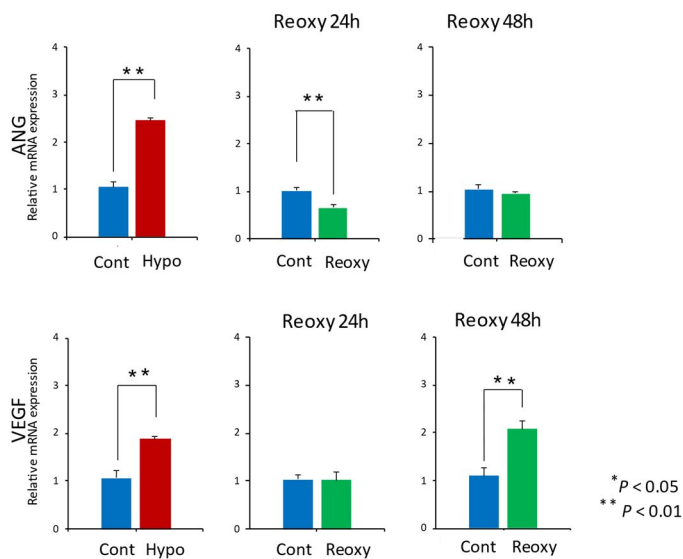 Reoxy 24h
Reoxy 48h
ANG
Relative mRNA expression
4
3
2
1
0
**
Cont Hypo
4
3
2
1
0
**
Cont Reoxy
4
3
2
1
0
Cont Reoxy
Reoxy 24h
Reoxy 48h
VEGF
Relative mRNA expression
4
3
2
1
0
**
Cont Hypo
4
3
2
1
0
Cont Reoxy
4
3
2
1
0
**
Cont Reoxy
*P < 0.05
** P < 0.01